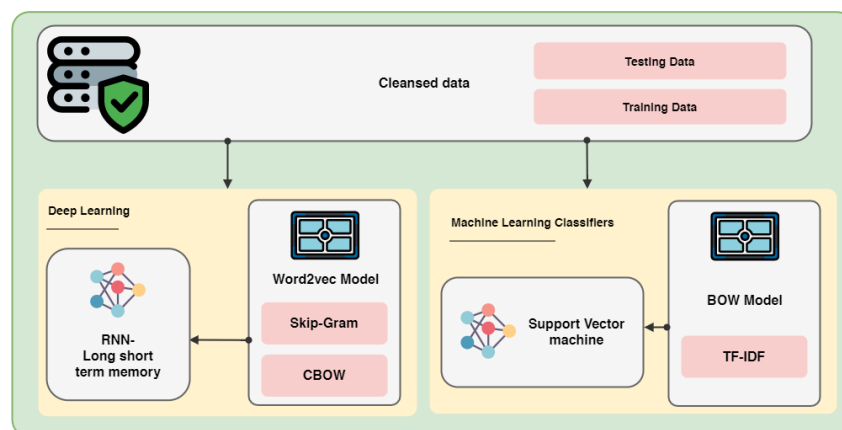 Cleansed data
Testing Data
Training Data
Deep Learning
Word2vec Model
Skip-Gram
CBOW
RNN-
Long short
term memory
Machine Learning Classifiers
BOW Model
TF-IDF
Support Vector
machine